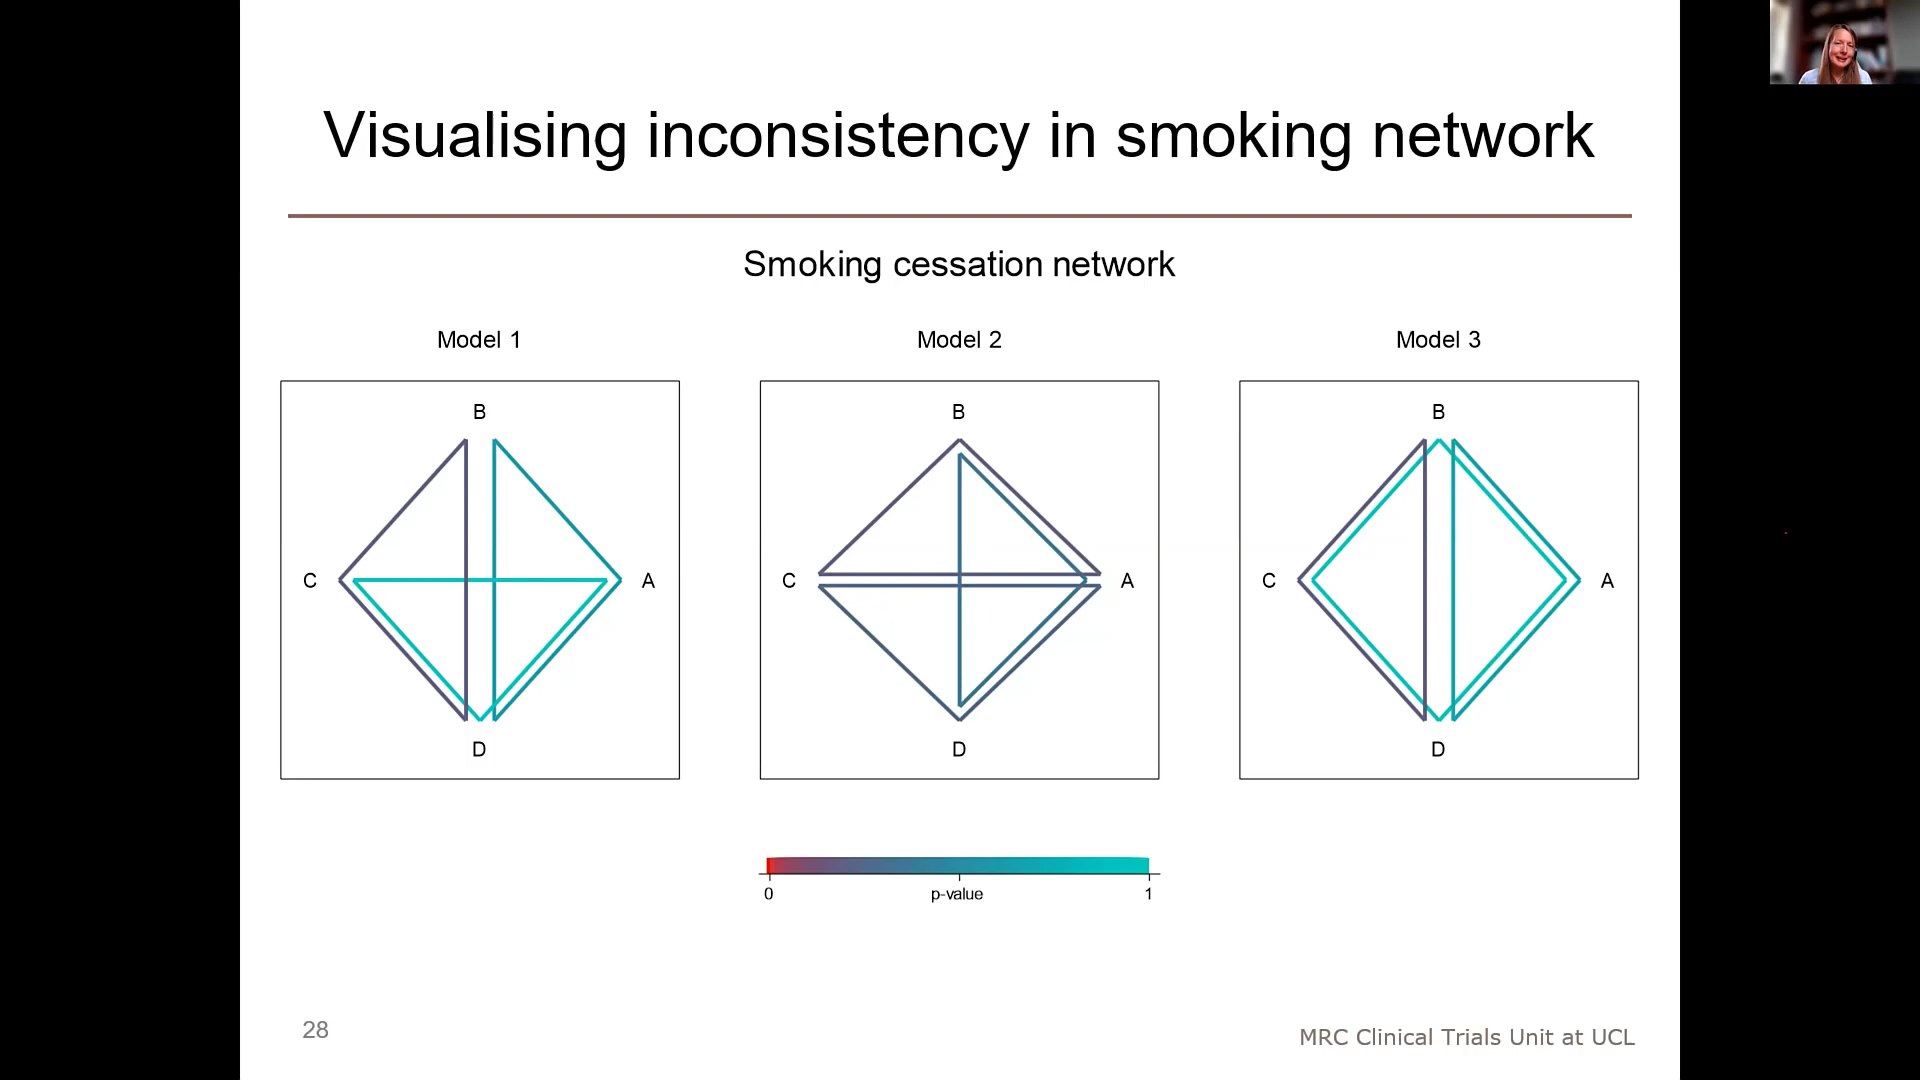 Visualising inconsistency in smoking network
Smoking cessation network
Model 1
Model 2
Model 3
B
B
B
C
A
C
A
C
A
D
D
D
0
p-value
1
28
MRC Clinical Trials Unit at UCL